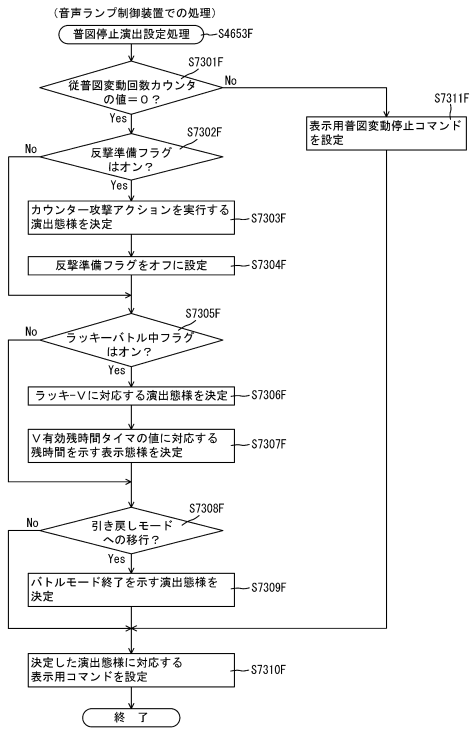 （音声ランプ制御装置での処理）
普図停止演出設定処理
S4653F
S7301F
従普図変動回数カウンタ
の値＝０？
No
Yes
S7311F
表示用普図変動停止コマンド
を設定
S7302F
反撃準備フラグ
はオン？
No
Yes
カウンター攻撃アクションを実行する
演出態様を決定
S7303F
反撃準備フラグをオフに設定
S7304F
S7305F
ラッキーバトル中フラグ
はオン？
No
Yes
ラッキーＶに対応する演出態様を決定
S7306F
Ｖ有効残時間タイマの値に対応する
残時間を示す表示態様を決定
S7307F
S7308F
引き戻しモード
への移行？
No
Yes
バトルモード終了を示す演出態様を
決定
S7309F
決定した演出態様に対応する
表示用コマンドを設定
S7310F
終 了